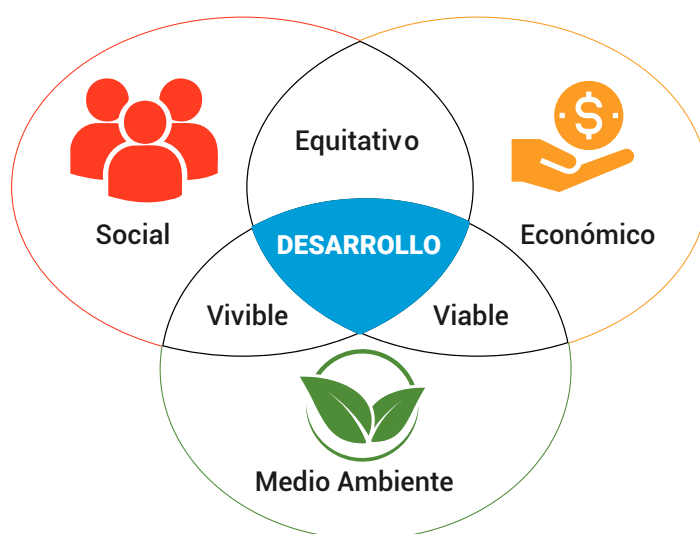 $
Equitativo
Social
DESARROLLO
Económico
Vivible
Viable
Medio Ambiente